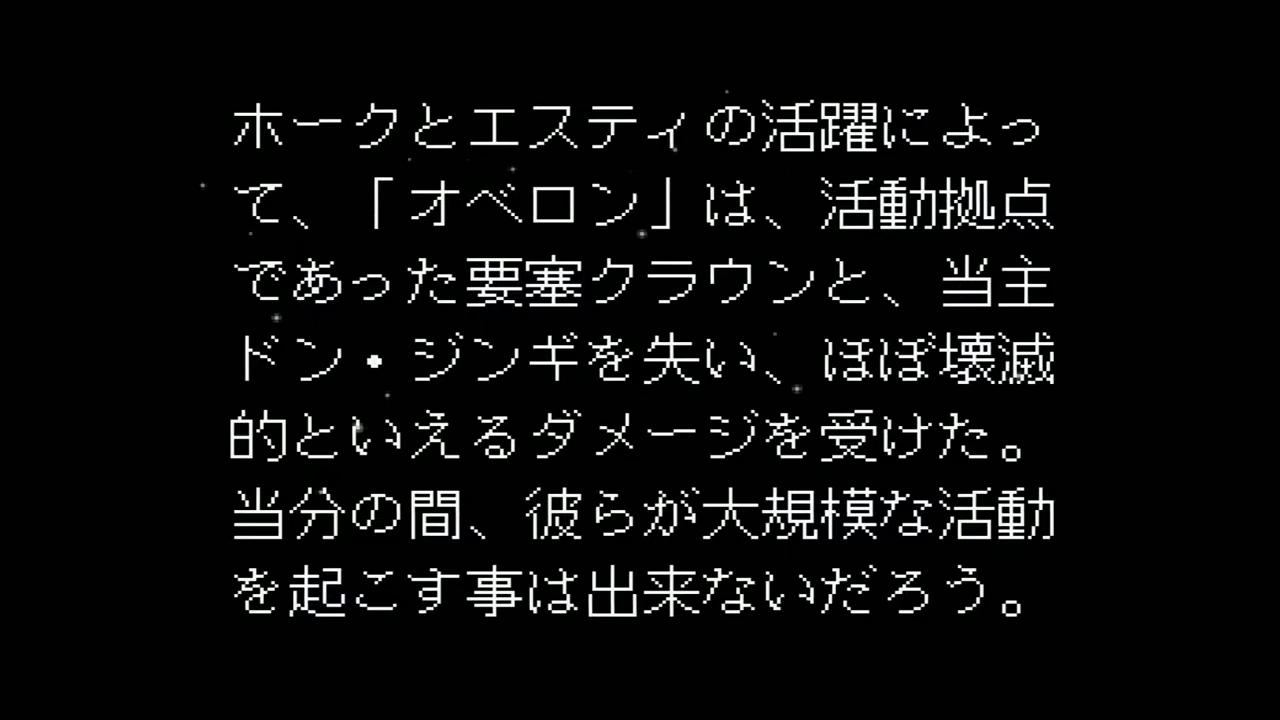 ホークとエスティの活躍によっ
て、「オベロン」は、活動拠点
であった要塞クラウンと、当主
ドン・ジンギを失い、ほぼ壊滅
的といえるダメージを受けた。
当分の間、彼らが大規模な活動
を起こす事は出来ないだろう。